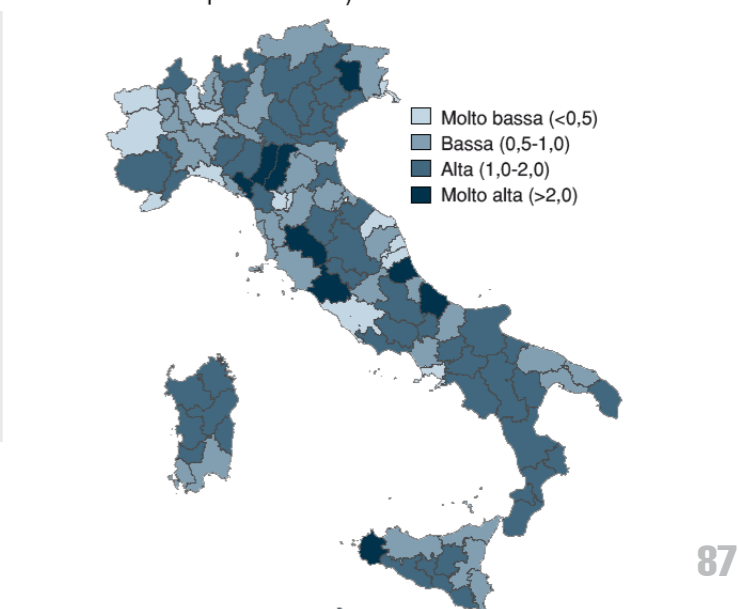 Molto bassa (<0,5)
Bassa (0,5-1,0)
Alta (1,0-2,0)
Molto alta (>2,0)
87